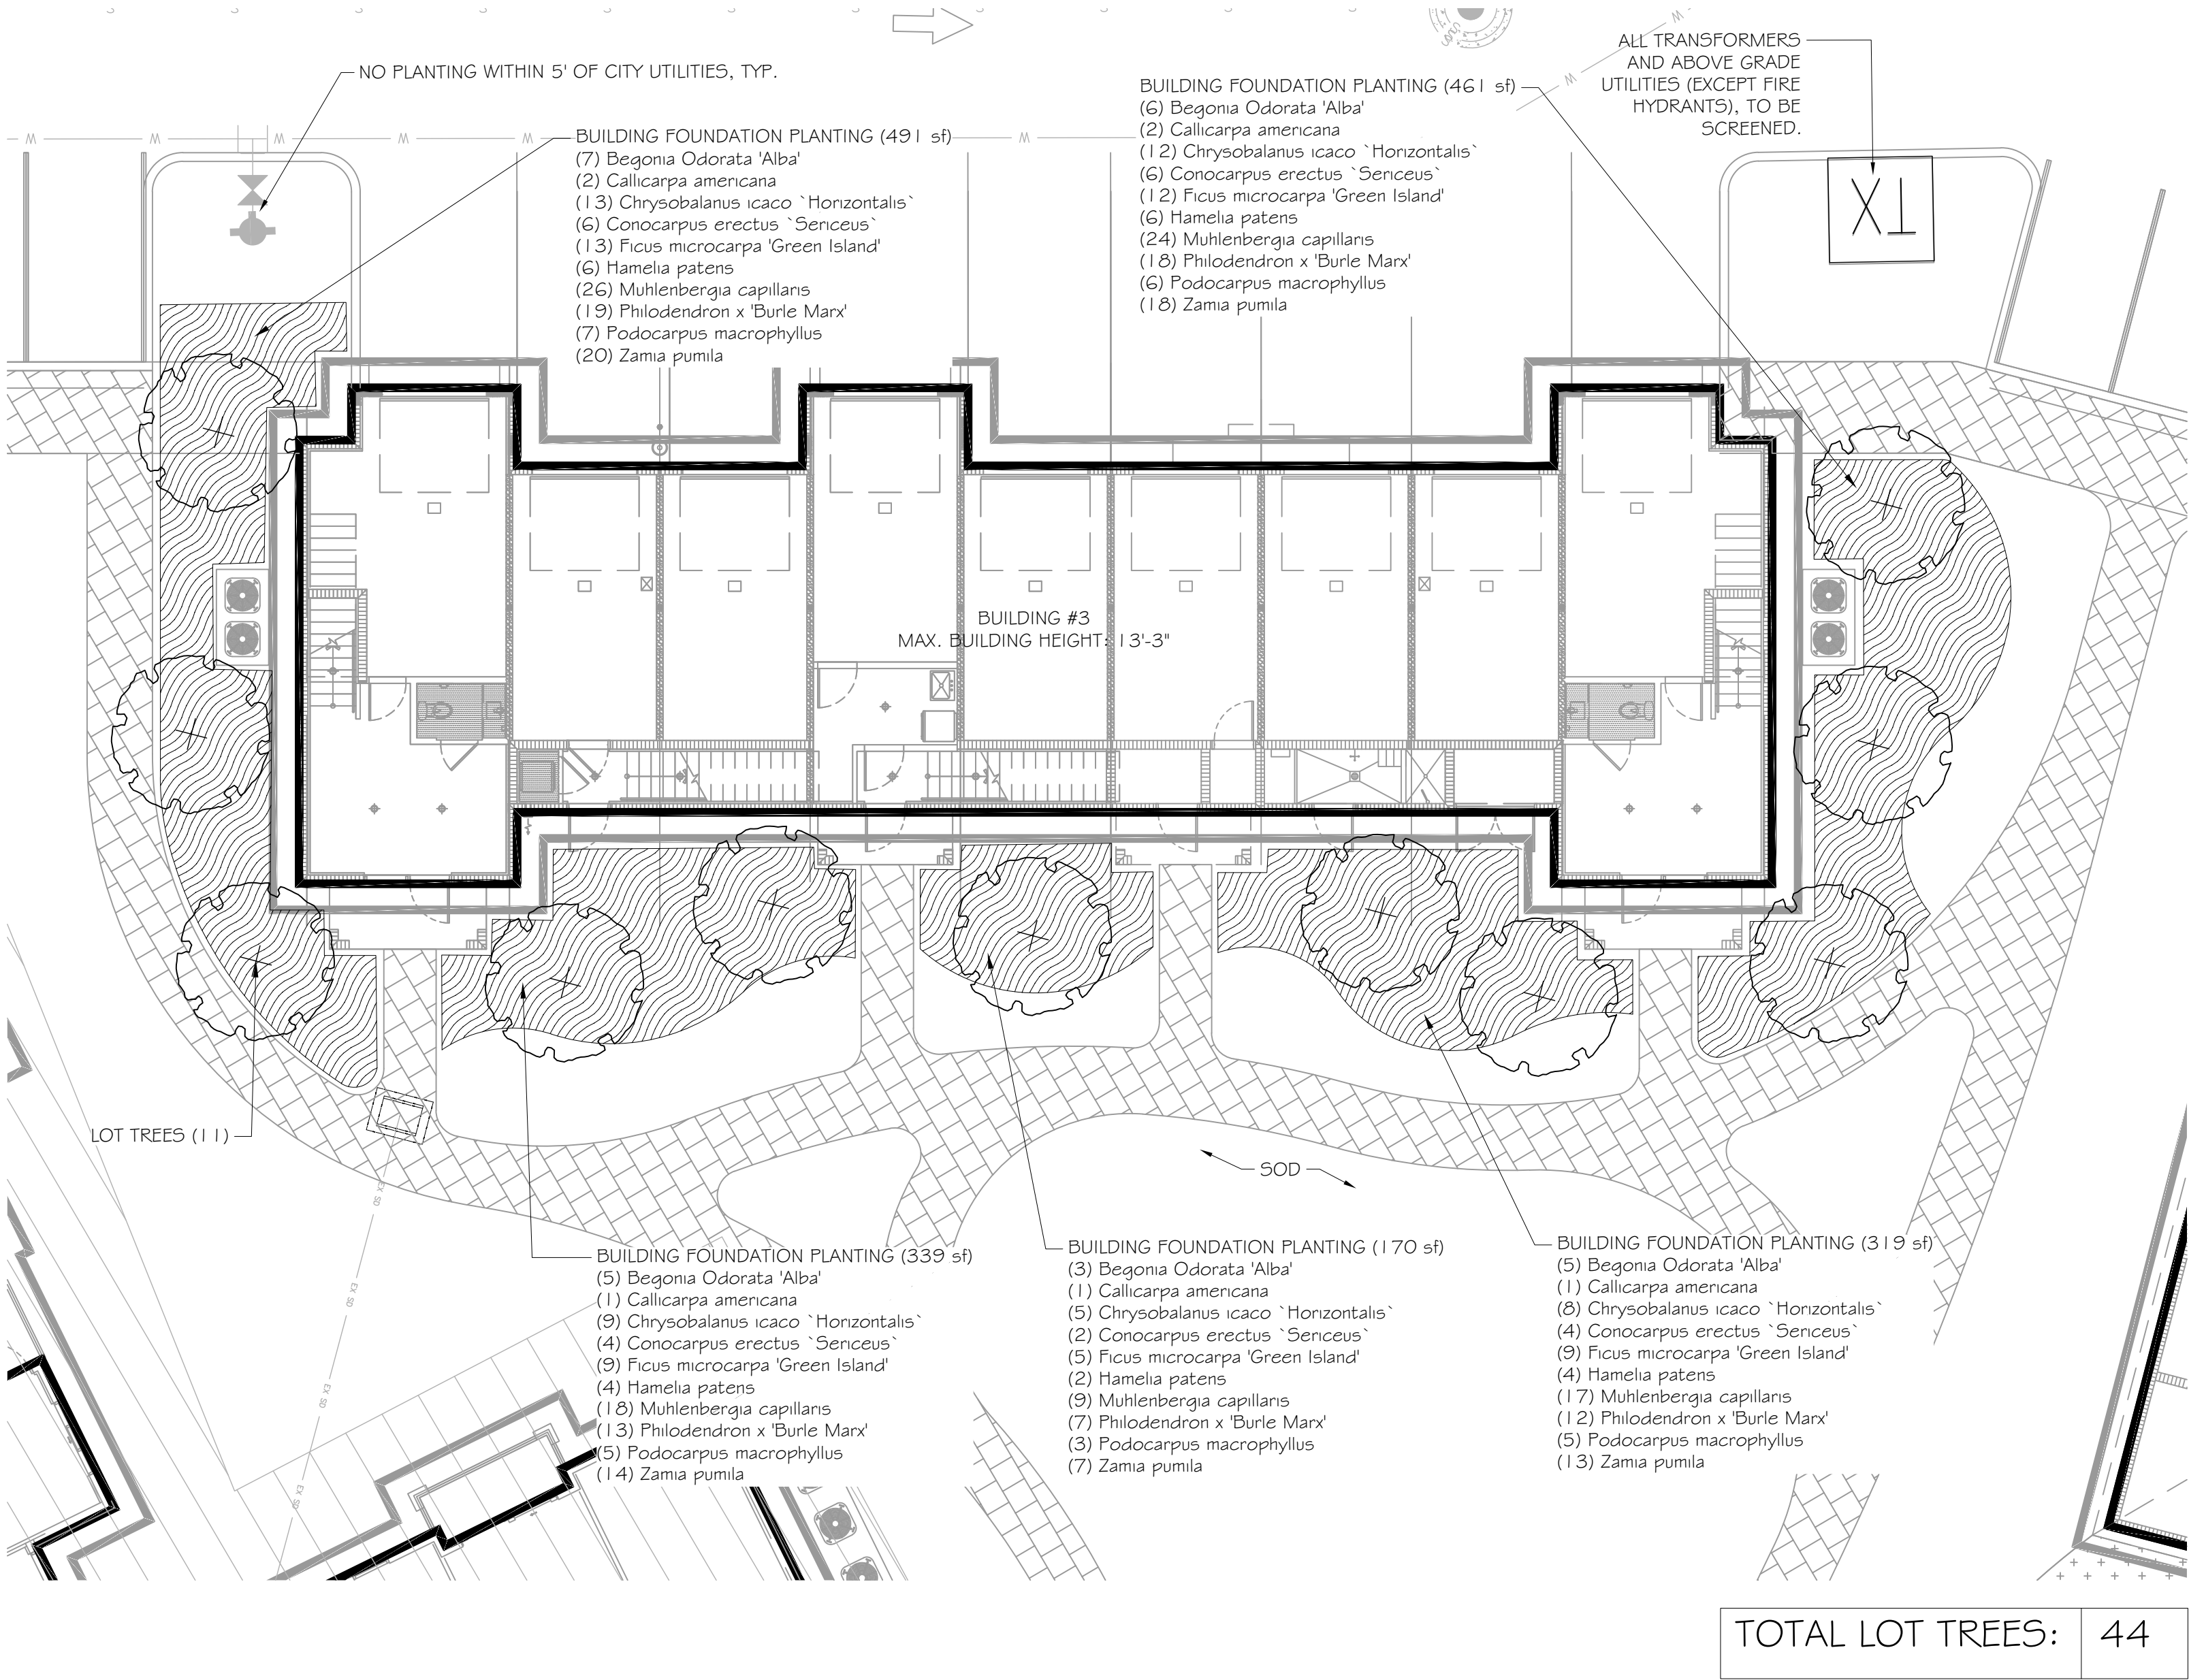 NO PLANTING WITHIN 5' OF CITY UTILITIES, TYP.
BUILDING FOUNDATION PLANTING (491 sf)
(7) Begonia Odorata 'Alba'
(2) Callicarpa americana
(13) Chrysobalanus icaco `Horizontalis`
(6) Conocarpus erectus `Sericeus`
(13) Ficus microcarpa 'Green Island'
(6) Hamelia patens
(26) Muhlenbergia capillaris
(19) Philodendron x 'Burle Marx'
(7) Podocarpus macrophyllus
(20) Zamia pumila
BUILDING FOUNDATION PLANTING (461 sf)
(6) Begonia Odorata 'Alba'
(2) Callicarpa americana
(12) Chrysobalanus icaco `Horizontalis`
(6) Conocarpus erectus `Sericeus`
(12) Ficus microcarpa 'Green Island'
(6) Hamelia patens
(24) Muhlenbergia capillaris
(18) Philodendron x 'Burle Marx'
(6) Podocarpus macrophyllus
(18) Zamia pumila
ALL TRANSFORMERS
AND ABOVE GRADE
UTILITIES (EXCEPT FIRE
HYDRANTS), TO BE
SCREENED.
TX
W
W
W
W
W
W
W
W
BUILDING #3
MAX. BUILDING HEIGHT: 13'-3"
LOT TREES (11)
SOD
EX SD
EX SD
EX SD
EX SD
BUILDING FOUNDATION PLANTING (339 sf)
(5) Begonia Odorata 'Alba'
(1) Callicarpa americana
(9) Chrysobalanus icaco `Horizontalis`
(4) Conocarpus erectus `Sericeus`
(9) Ficus microcarpa 'Green Island'
(4) Hamelia patens
(18) Muhlenbergia capillaris
(13) Philodendron x 'Burle Marx'
(5) Podocarpus macrophyllus
(14) Zamia pumila
BUILDING FOUNDATION PLANTING (170 sf)
(3) Begonia Odorata 'Alba'
(1) Callicarpa americana
(5) Chrysobalanus icaco `Horizontalis`
(2) Conocarpus erectus `Sericeus`
(5) Ficus microcarpa 'Green Island'
(2) Hamelia patens
(9) Muhlenbergia capillaris
(7) Philodendron x 'Burle Marx'
(3) Podocarpus macrophyllus
(7) Zamia pumila
BUILDING FOUNDATION PLANTING (319 sf)
(5) Begonia Odorata 'Alba'
(1) Callicarpa americana
(8) Chrysobalanus icaco `Horizontalis`
(4) Conocarpus erectus `Sericeus`
(9) Ficus microcarpa 'Green Island'
(4) Hamelia patens
(17) Muhlenbergia capillaris
(12) Philodendron x 'Burle Marx'
(5) Podocarpus macrophyllus
(13) Zamia pumila
TOTAL LOT TREES: 44